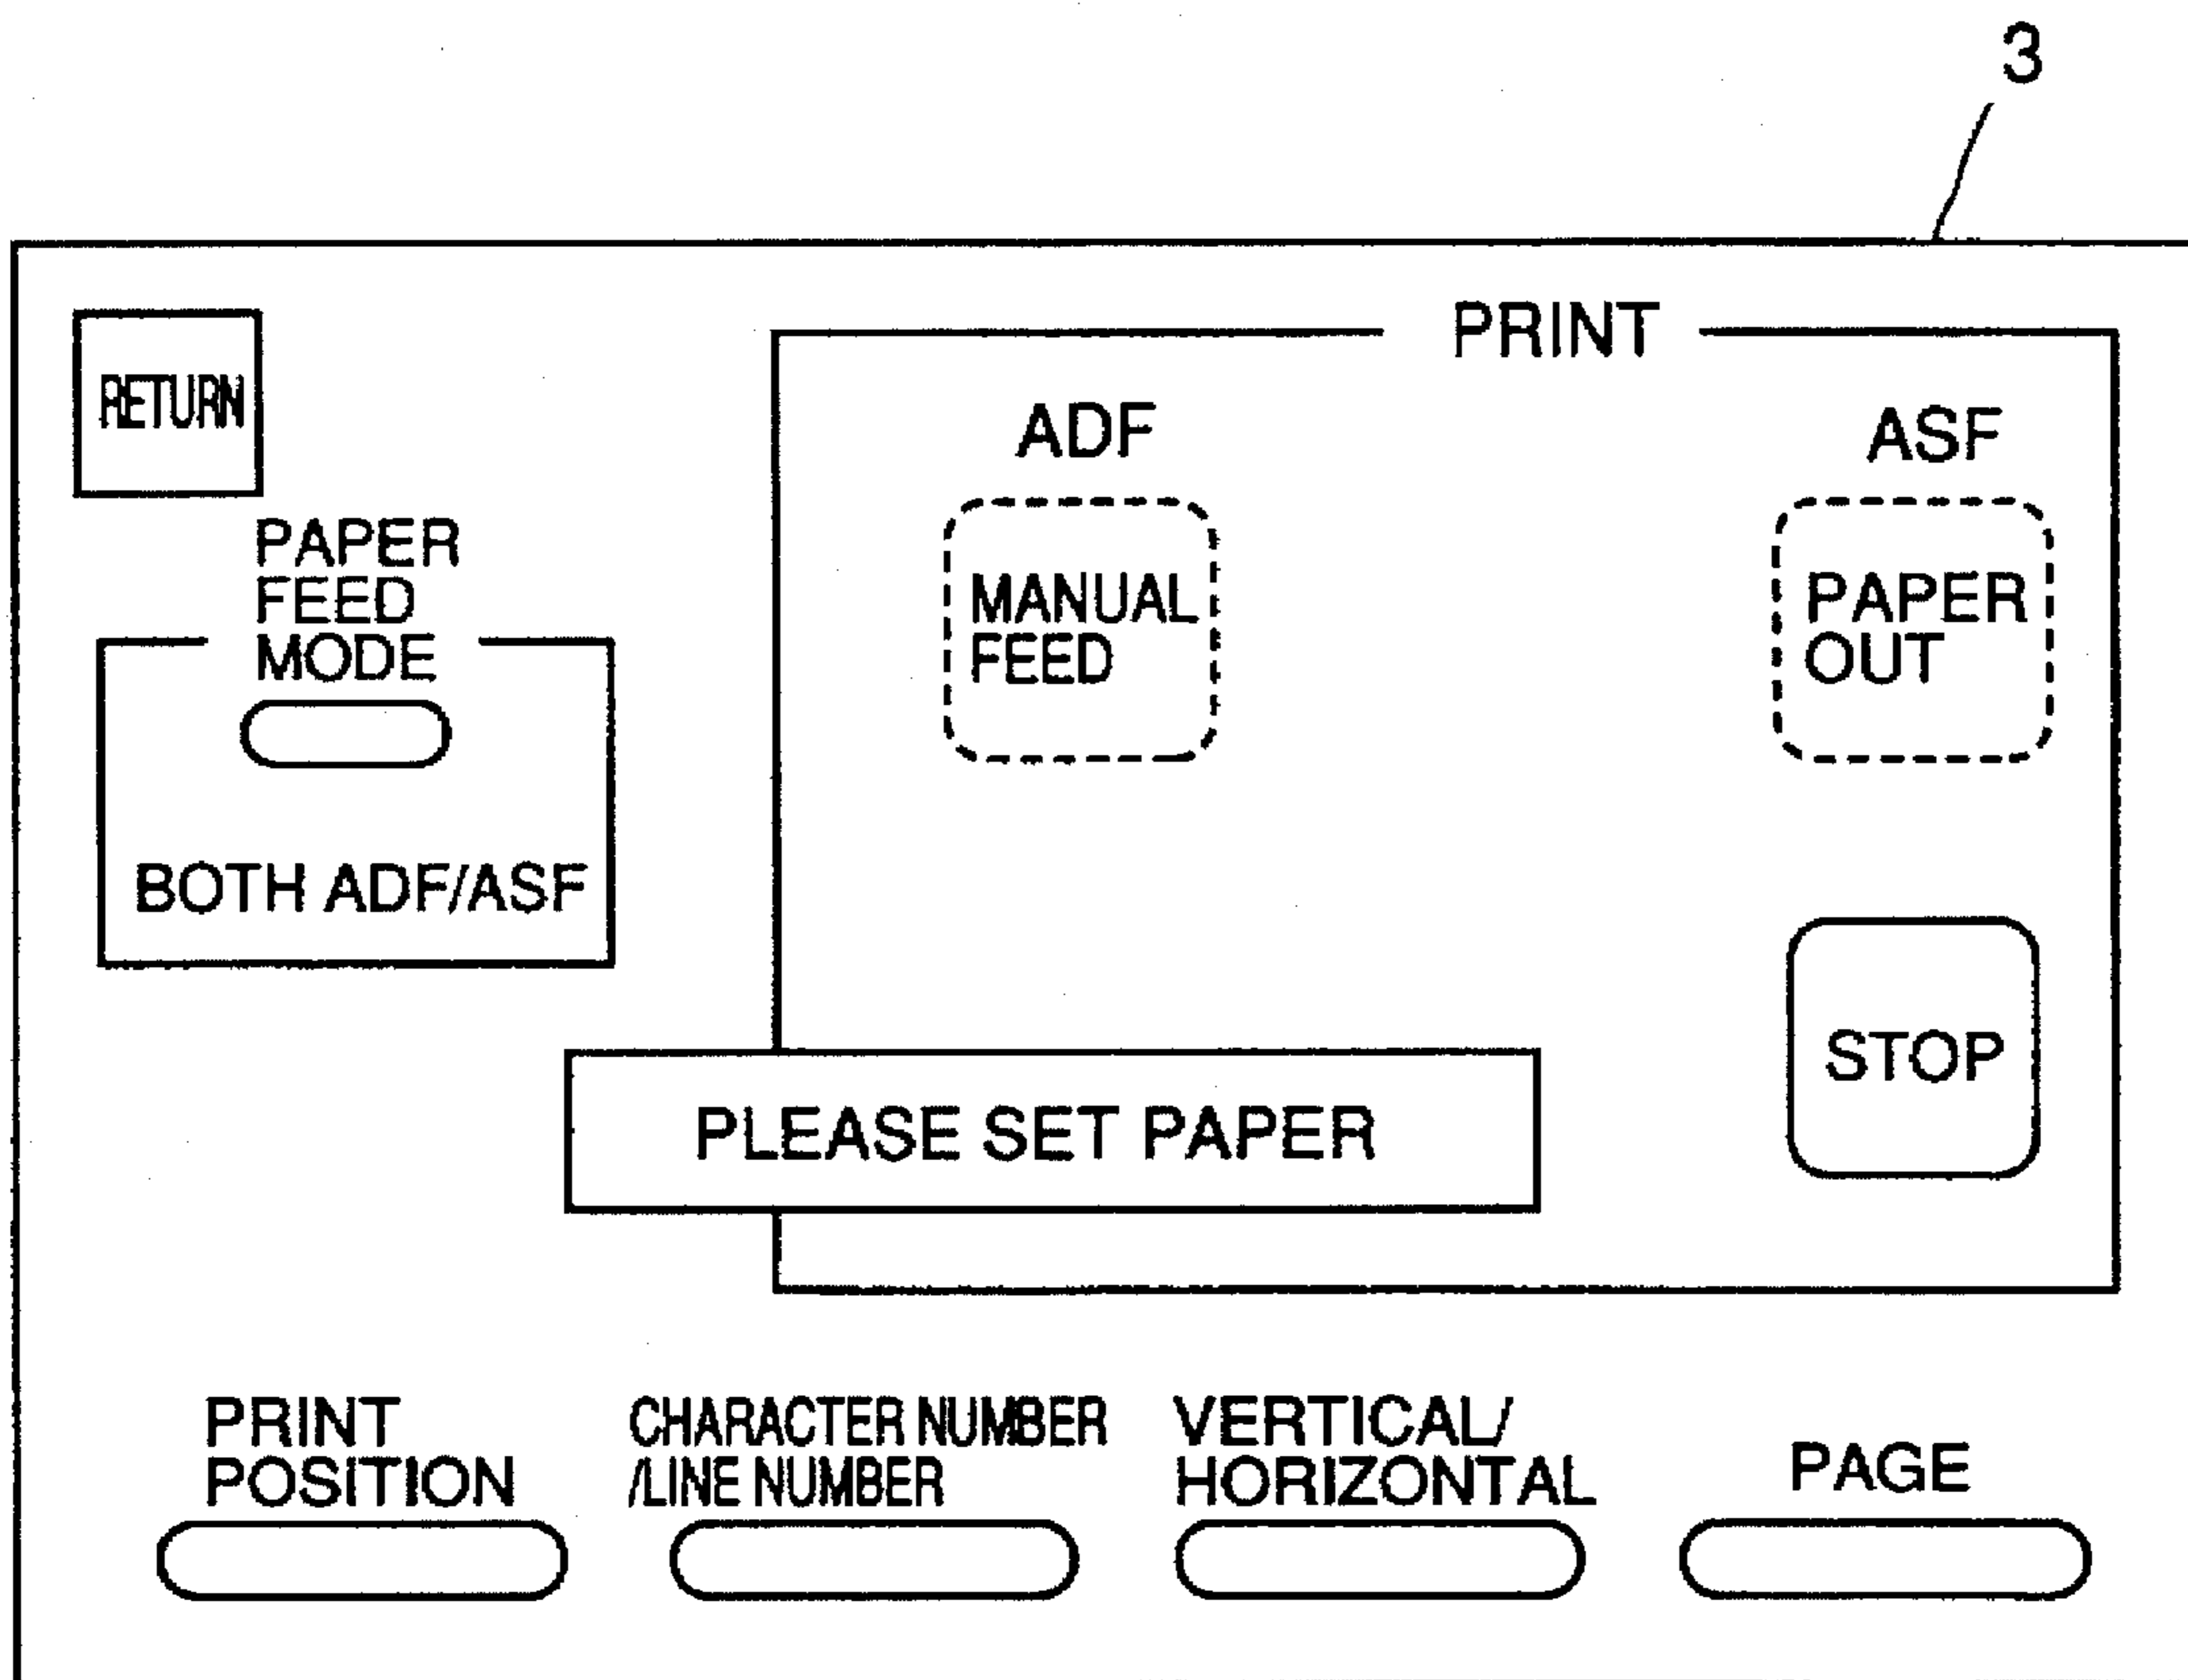 3
RETURN
PAPER
FEED
MODE
BOTH ADF/ASF
PRINT
ADF
ASF
MANUAL
FEED
PAPER
OUT
STOP
PLEASE SET PAPER
PRINT
POSITION
CHARACTER NUMBER
/LINE NUMBER
VERTICAL/
HORIZONTAL
PAGE